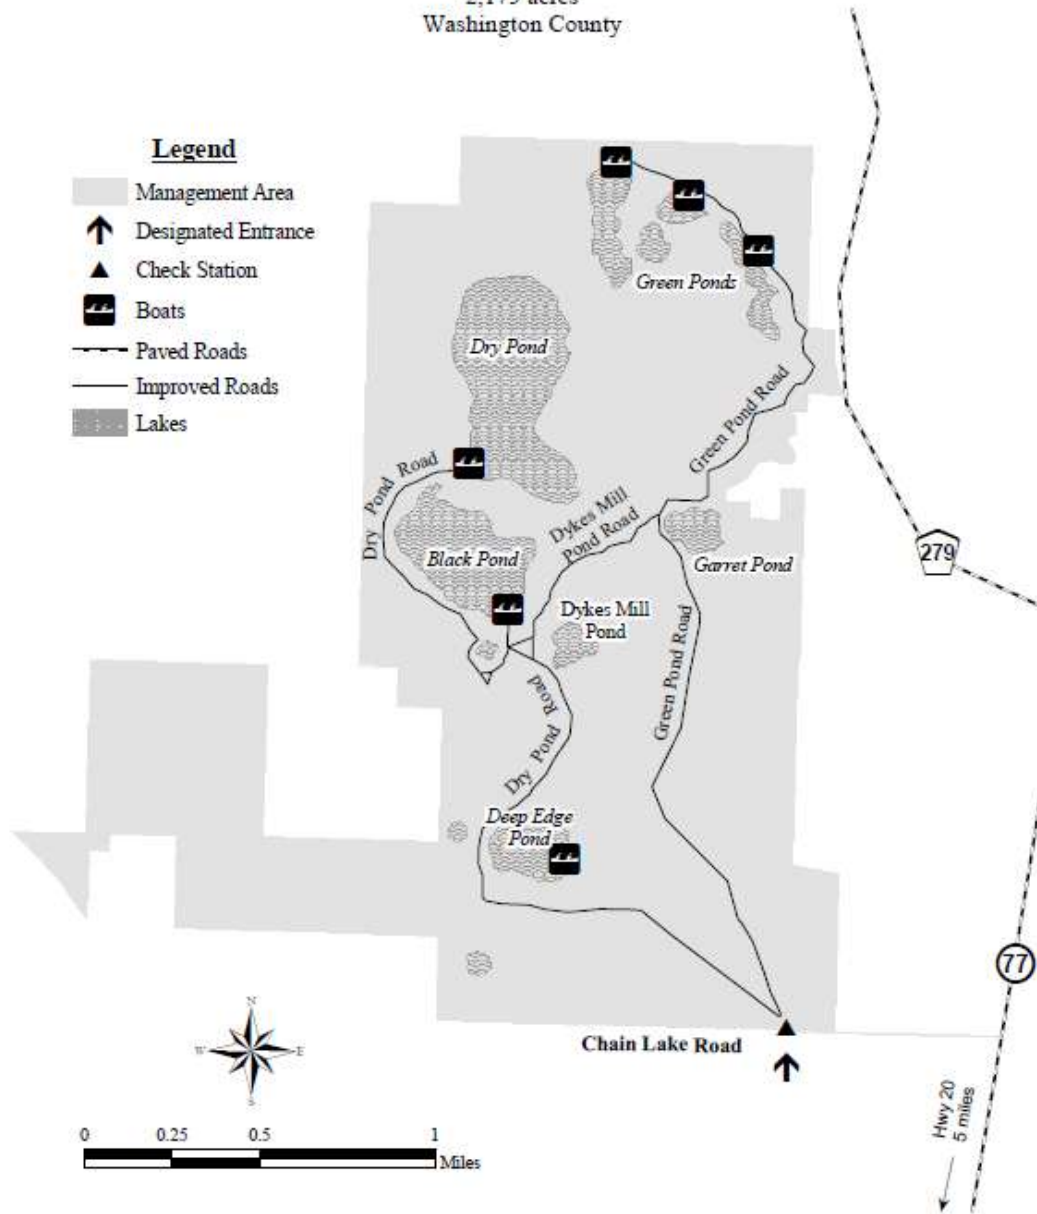 2,179 acres
Washington County
Legend
Management Area
Designated Entrance
Check Station
Boats
Paved Roads
Improved Roads
Lakes
Green Ponds
Dry Pond
Green Pond Road
Dry Pond Road
Dykes Mill
Pond Road
Black Pond
Garret Pond
279
Dykes Mill
Pond
Green Pond Road
Dry Pond Road
Deep Edge
Pond
77
Chain Lake Road
N
W
E
S
Hwy 20
5 miles
0 0.25 0.5 1
Miles